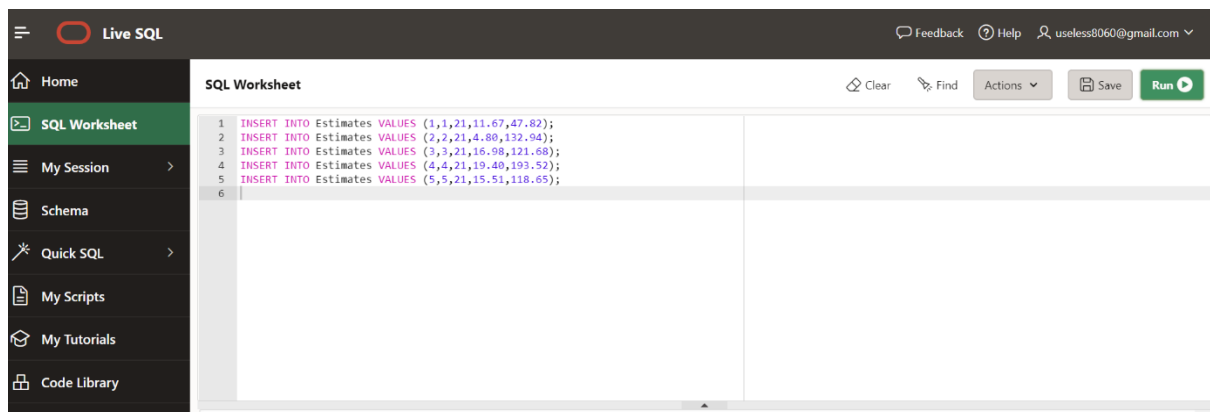 Live SQL
Feedback
Help
useless8060@gmail.com
Home
SQL Worksheet
My Session
Schema
Quick SQL
My Scripts
My Tutorials
Code Library
SQL Worksheet
Clear
Find
Actions
Save
Run
1 INSERT INTO Estimates VALUES (1,1,21,11.67,47.82);
2 INSERT INTO Estimates VALUES (2,2,21,4.80,132.94);
3 INSERT INTO Estimates VALUES (3,3,21,16.98,121.68);
4 INSERT INTO Estimates VALUES (4,4,21,19.40,193.52);
5 INSERT INTO Estimates VALUES (5,5,21,15.51,118.65);
6